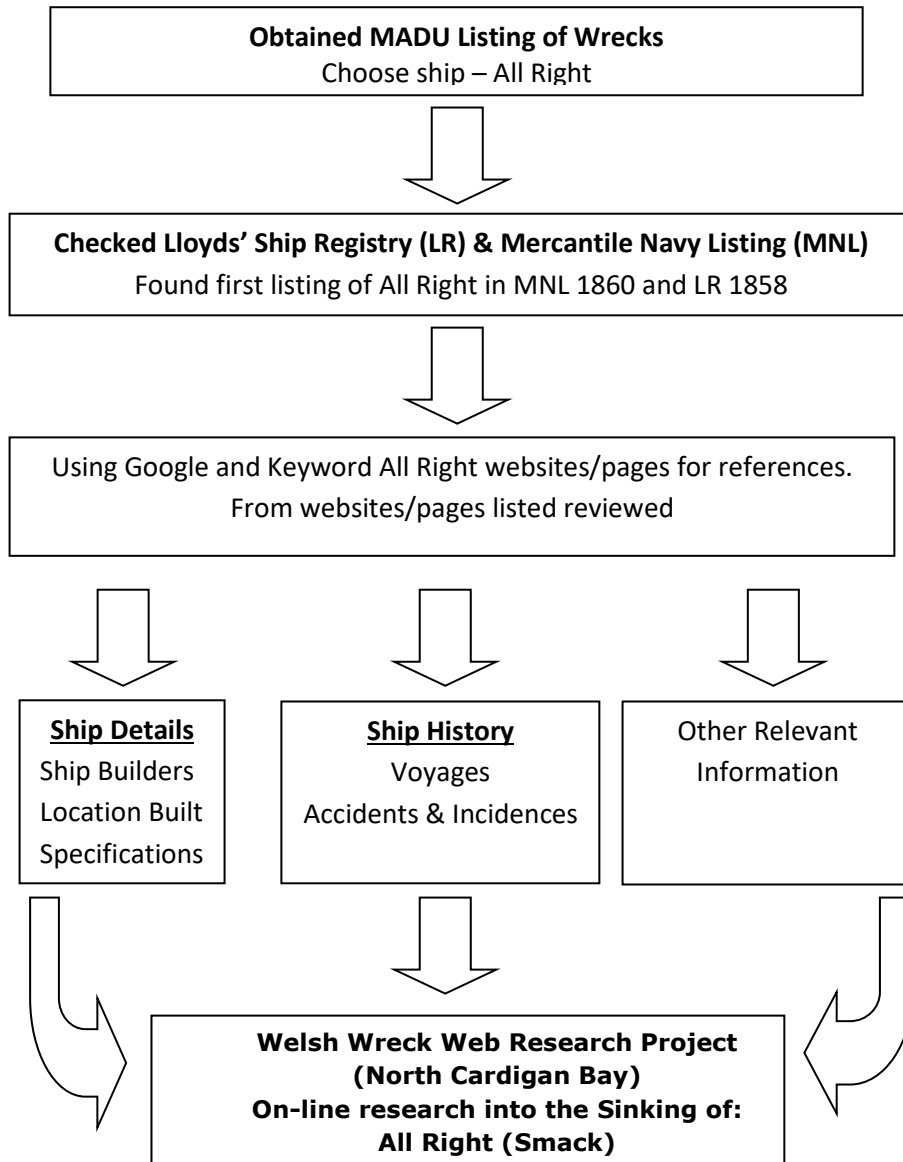 Obtained MADU Listing of Wrecks
Choose ship – All Right
Checked Lloyds’ Ship Registry (LR) & Mercantile Navy Listing (MNL)
Found first listing of All Right in MNL 1860 and LR 1858
Using Google and Keyword All Right websites/pages for references.
From websites/pages listed reviewed
Ship Details
Ship Builders
Location Built
Specifications
Ship History
Voyages
Accidents & Incidences
Other Relevant
Information
Welsh Wreck Web Research Project
(North Cardigan Bay)
On-line research into the Sinking of:
All Right (Smack)